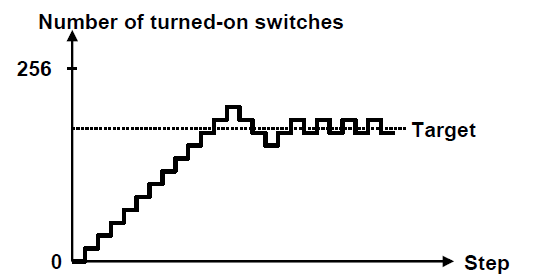 Number of turned-on switches
256
Target
0
Step